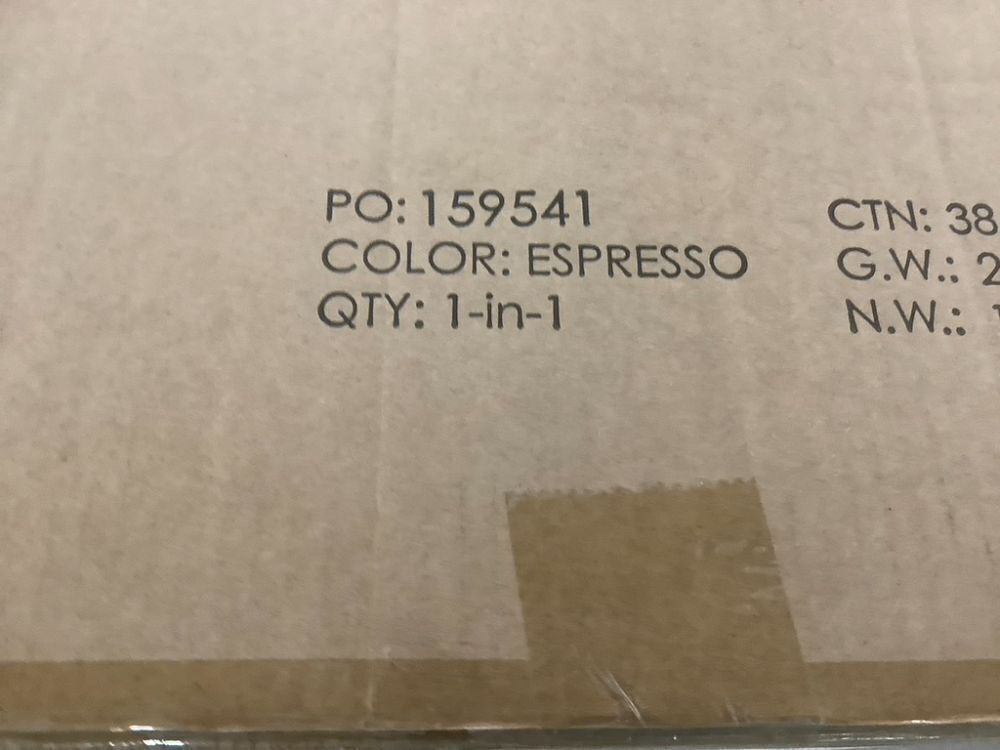 PO: 159541
COLOR: ESPRESSO
QTY: 1-in-1
CTN: 38
G.W.: 2
N.W.: